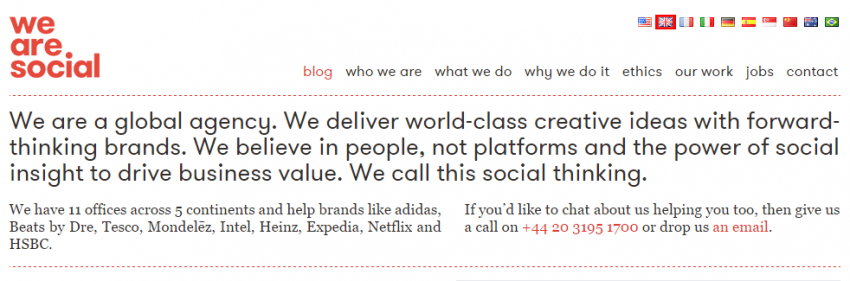 we
are
social
blog who we are what we do why we do it ethics our work jobs contact
We are a global agency. We deliver world-class creative ideas with forward-
thinking brands. We believe in people, not platforms and the power of social
insight to drive business value. We call this social thinking.
We have 11 offices across 5 continents and help brands like adidas,
Beats by Dre, Tesco, Mondelēz, Intel, Heinz, Expedia, Netflix and
HSBC.
If you’d like to chat about us helping you too, then give us
a call on +44 20 3195 1700 or drop us an email.